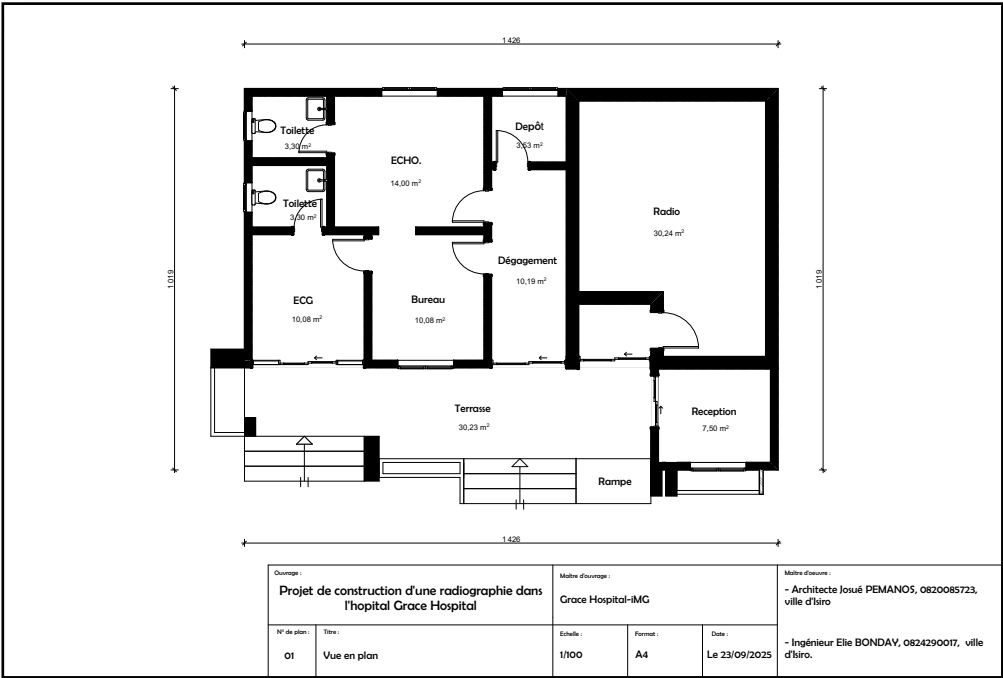 1 426
Toilette
3,30 m²
ECHO.
14,00 m²
Depôt
3,53 m²
Toilette
3,30 m²
Radio
30,24 m²
Dégagement
10,19 m²
1 019
1 019
ECG
10,08 m²
Bureau
10,08 m²
Terrasse
30,23 m²
Reception
7,50 m²
Rampe
1 426
Ouvrage :
Projet de construction d'une radiographie dans
l'hopital Grace Hospital
Maitre d'ouvrage :
Grace Hospital-iMG
Maitre d'oeuvre :
- Architecte Josué PEMANOS, 0820085723,
ville d'Isiro
- Ingénieur Elie BONDAY, 0824290017, ville
d'Isiro.
N° de plan :
01
Titre :
Vue en plan
Echelle :
1/100
Format :
A4
Date :
Le 23/09/2025